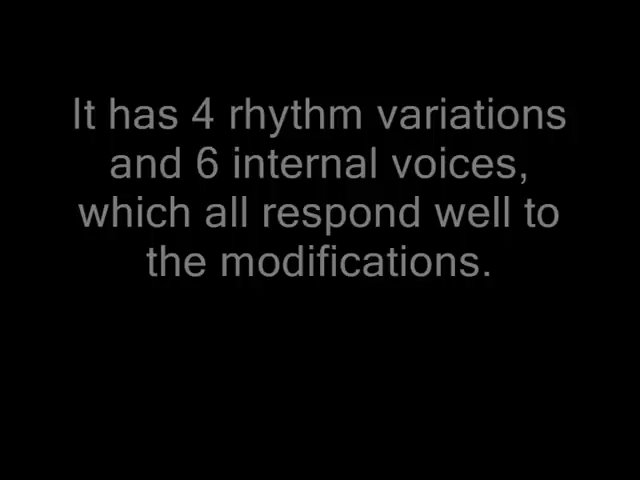 It has 4 rhythm variations
and 6 internal voices,
which all respond well to
the modifications.